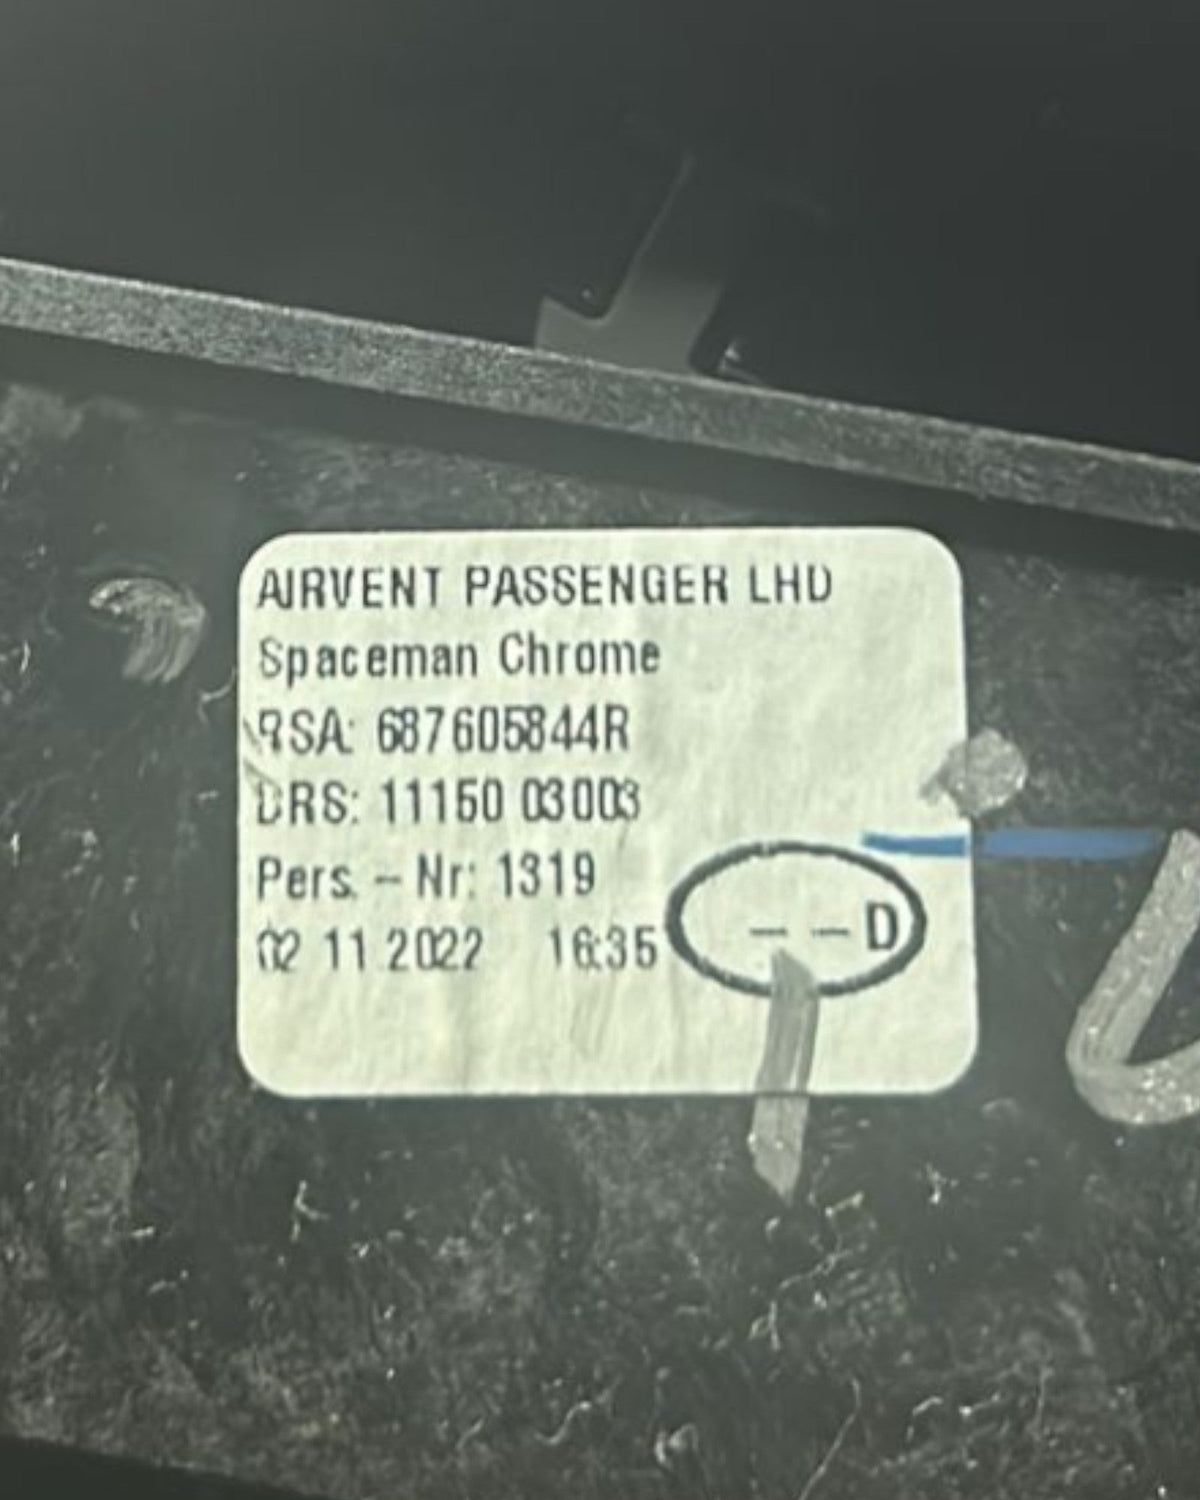 AIRVENT PASSENGER LHD
Spaceman Chrome
RSA: 687605844R
DRS: 11150 03003
Pers. - Nr: 1319
02 11 2022 16:35
- - D